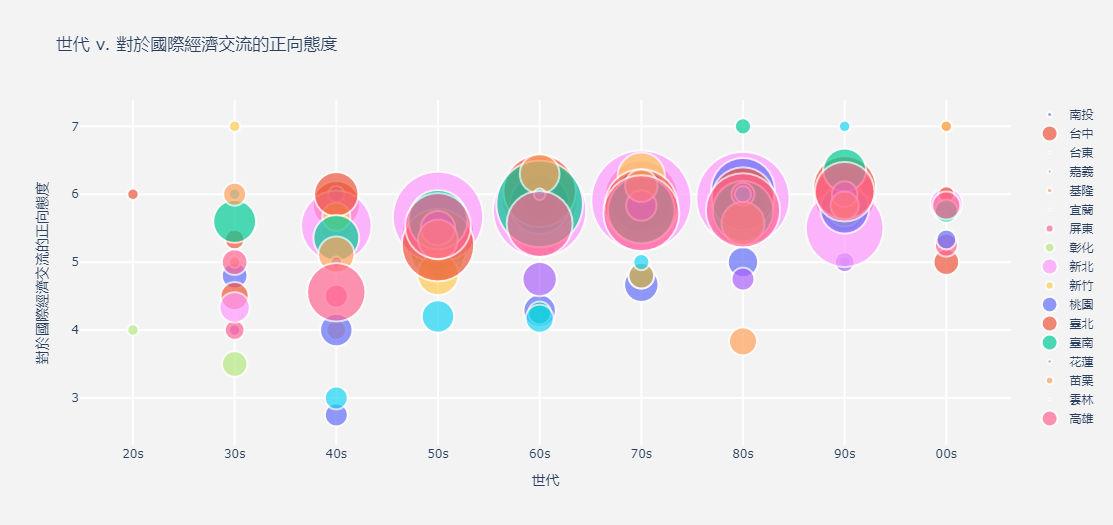 世代 v. 對於國際經濟交流的正向態度
對於國際經濟交流的正向態度
7
6
5
4
3
20s
30s
40s
50s
60s
70s
80s
90s
00s
世代
南投
台中
台東
嘉義
基隆
宜蘭
屏東
彰化
新北
新竹
桃園
臺北
臺南
花蓮
苗栗
雲林
高雄